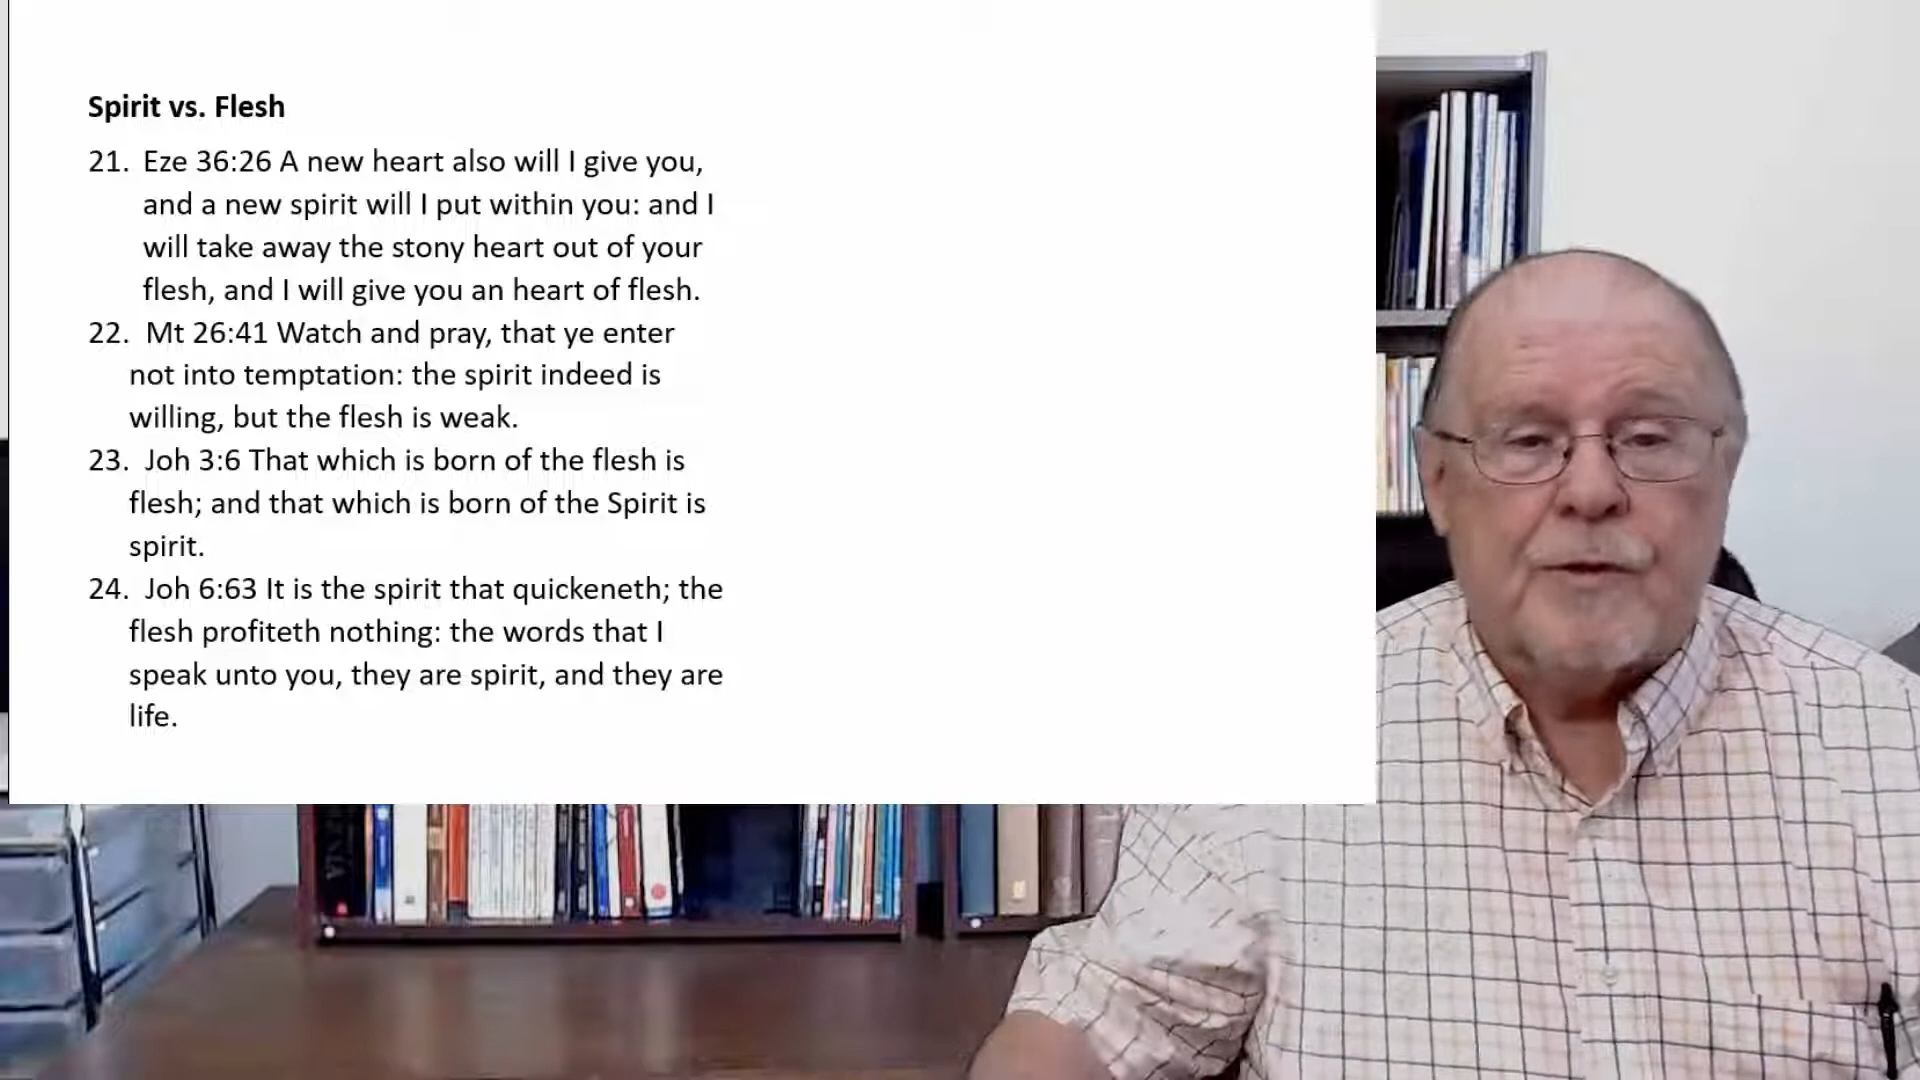 Spirit vs. Flesh
21. Eze 36:26 A new heart also will I give you,
and a new spirit will I put within you: and I
will take away the stony heart out of your
flesh, and I will give you an heart of flesh.
22. Mt 26:41 Watch and pray, that ye enter
not into temptation: the spirit indeed is
willing, but the flesh is weak.
23. Joh 3:6 That which is born of the flesh is
flesh; and that which is born of the Spirit is
spirit.
24. Joh 6:63 It is the spirit that quickeneth; the
flesh profiteth nothing: the words that I
speak unto you, they are spirit, and they are
life.